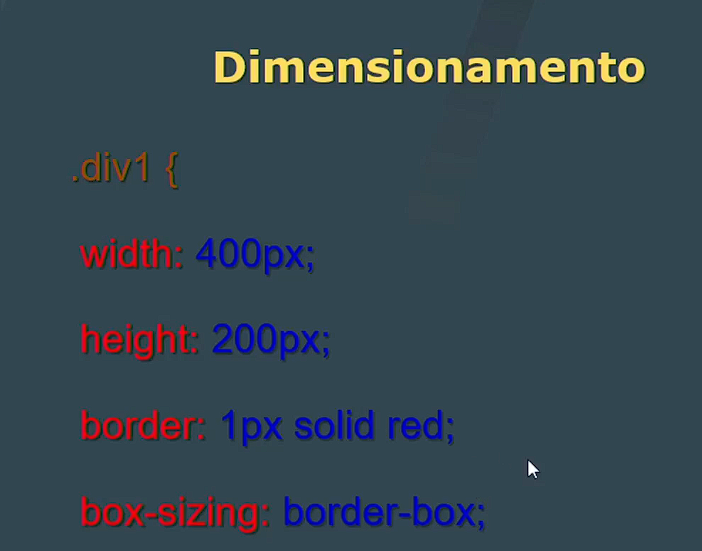 Dimensionamento
.div1 {
width: 400px;
height: 200px;
border: 1px solid red;
box-sizing: border-box;